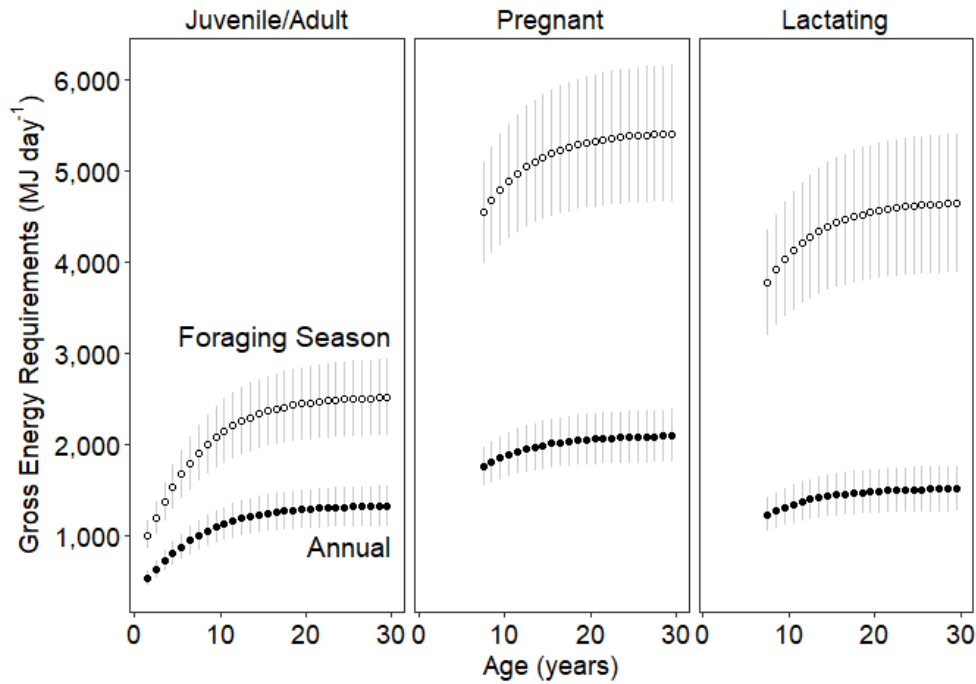 Juvenile/Adult
Pregnant
Lactating
Gross Energy Requirements (MJ day⁻¹)
6,000
5,000
4,000
3,000
2,000
1,000
Foraging Season
Annual
0 10 20 30
0 10 20 30
0 10 20 30
Age (years)